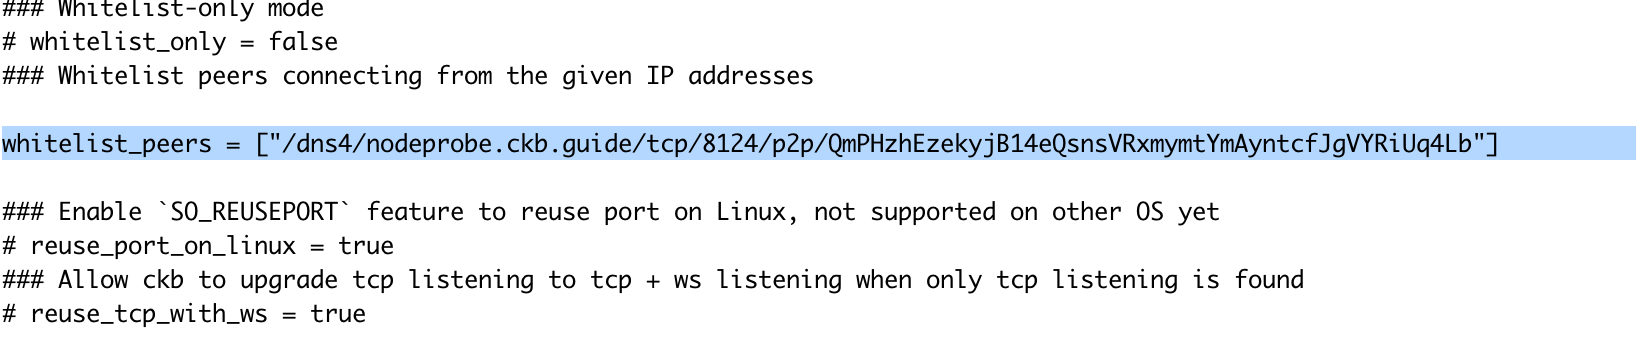 ### Whitelist-only mode
# whitelist_only = false
### Whitelist peers connecting from the given IP addresses
whitelist_peers = ["/dns4/nodeprobe.ckb.guide/tcp/8124/p2p/QmPHzhEzekyjB14eQsnsVRxmymtYmAyntcfJgVYRiUq4Lb"]
### Enable `SO_REUSEPORT` feature to reuse port on Linux, not supported on other OS yet
# reuse_port_on_linux = true
### Allow ckb to upgrade tcp listening to tcp + ws listening when only tcp listening is found
# reuse_tcp_with_ws = true